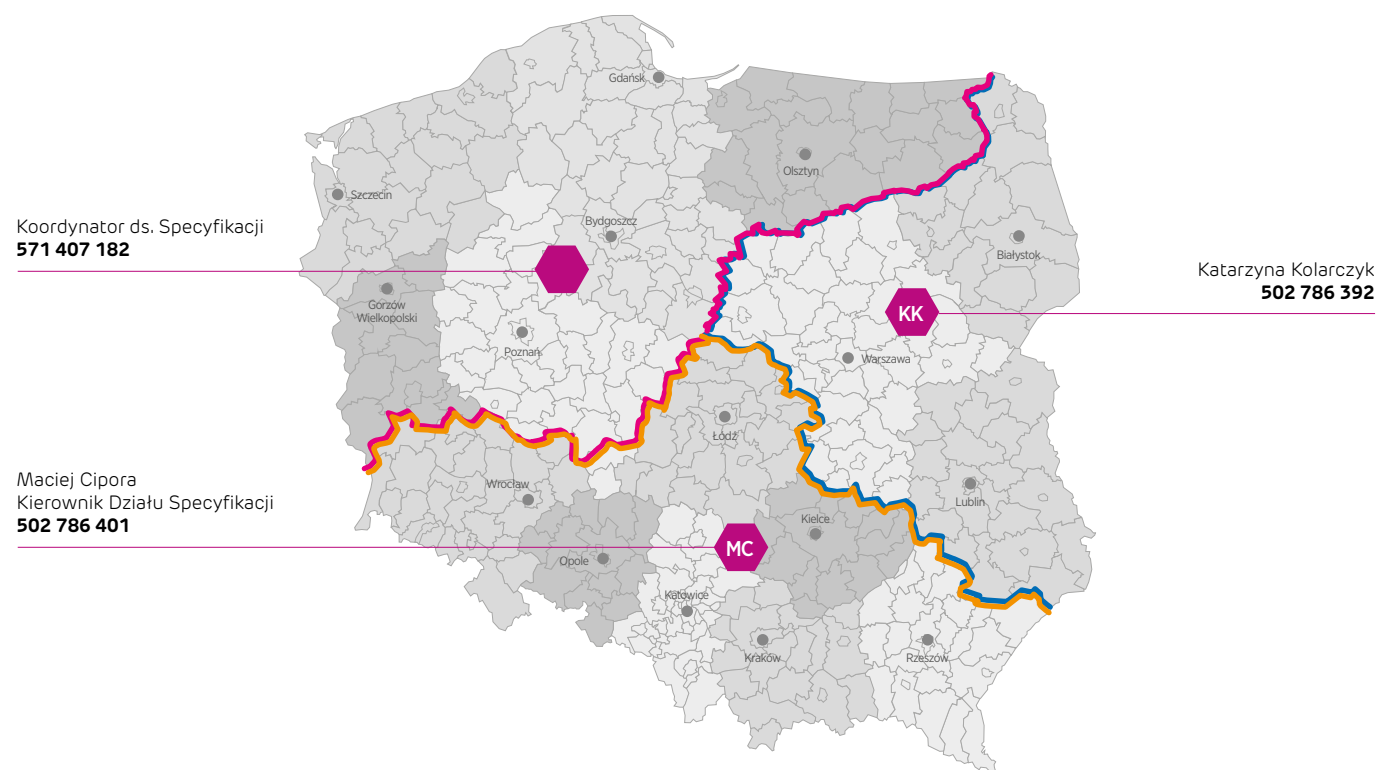 Gdańsk
Olsztyn
Szczecin
Koordynator ds. Specyfikacji
571 407 182
Bydgoszcz
Białystok
Katarzyna Kolarczyk
502 786 392
Gorzów
Wielkopolski
KK
Poznań
Warszawa
Łódź
Maciej Cipora
Kierownik Działu Specyfikacji
502 786 401
Wrocław
Lublin
Kielce
MC
Opole
Katowice
Kraków
Rzeszów